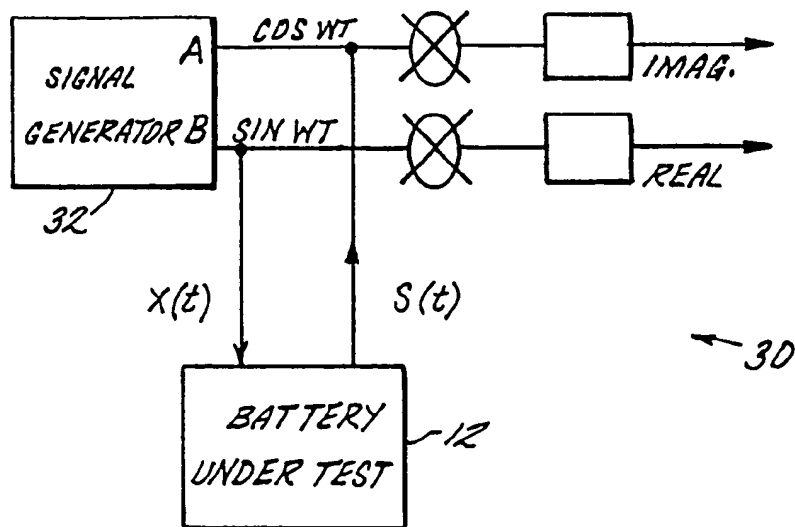 A
COS WT
SIGNAL
GENERATOR B
SIN WT
IMAG.
REAL
32
X(t)
S(t)
30
BATTERY
UNDER TEST
12